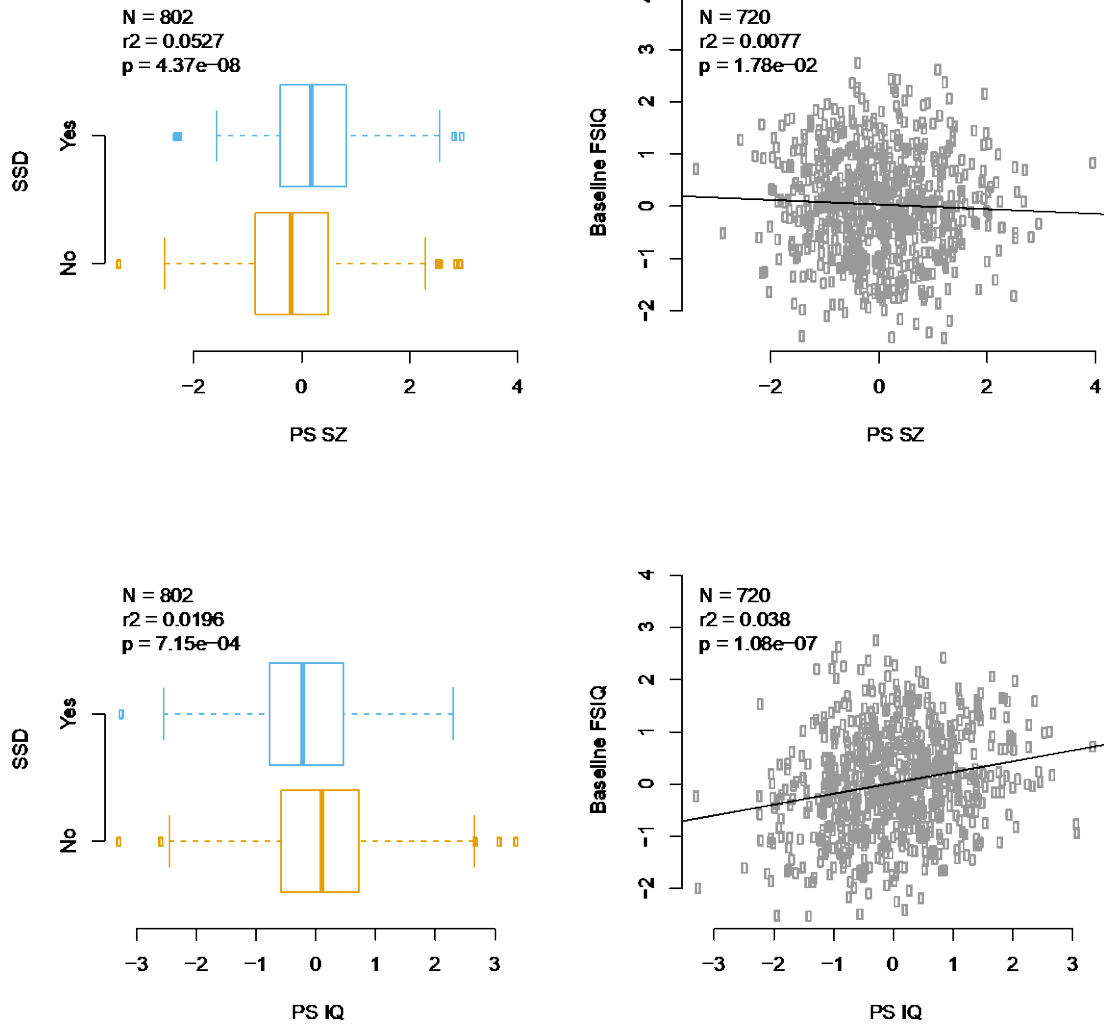 N = 802
r2 = 0.0527
p = 4.37e−08
SSD
Yes
No
−2 0 2 4
PS SZ
N = 720
r2 = 0.0077
p = 1.78e−02
Baseline FSIQ
3
2
1
0
−1
−2
−2 0 2 4
PS SZ
N = 802
r2 = 0.0196
p = 7.15e−04
SSD
Yes
No
−3 −2 −1 0 1 2 3
PS IQ
N = 720
r2 = 0.038
p = 1.08e−07
Baseline FSIQ
4
3
2
1
0
−1
−2
−3 −2 −1 0 1 2 3
PS IQ